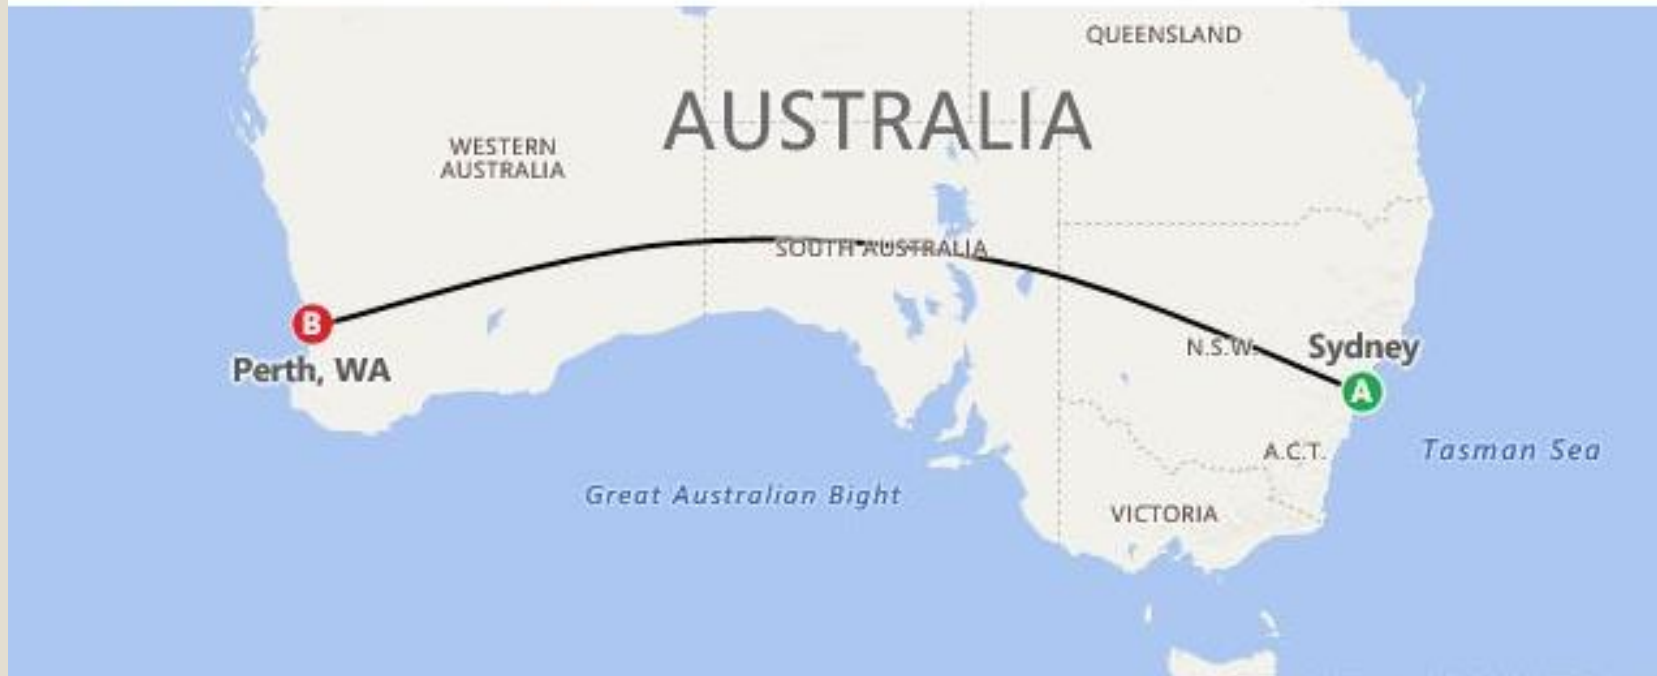 QUEENSLAND
AUSTRALIA
WESTERN
AUSTRALIA
SOUTH AUSTRALIA
B
Perth, WA
N.S.W.
Sydney
A
A.C.T.
Tasman Sea
Great Australian Bight
VICTORIA